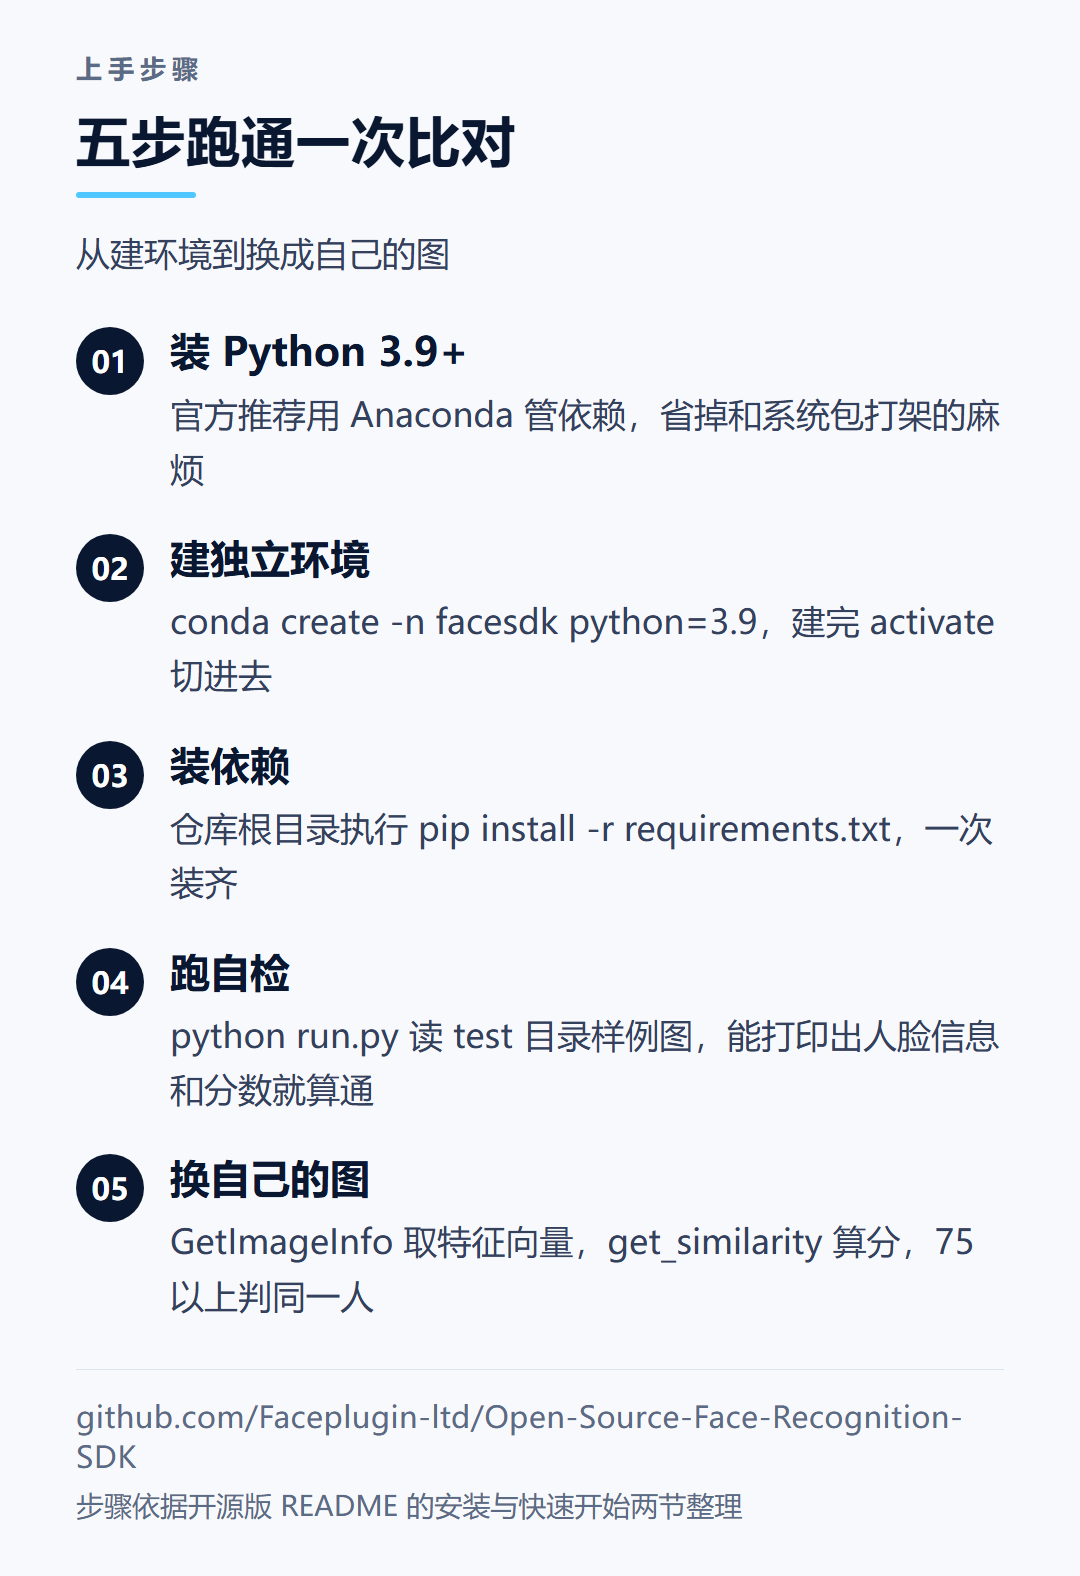 上手步骤
五步跑通一次比对
从建环境到换成自己的图
01
装 Python 3.9+
官方推荐用 Anaconda 管依赖，省掉和系统包打架的麻
烦
02
建独立环境
conda create -n facesdk python=3.9，建完 activate
切进去
03
装依赖
仓库根目录执行 pip install -r requirements.txt，一次
装齐
04
跑自检
python run.py 读 test 目录样例图，能打印出人脸信息
和分数就算通
05
换自己的图
GetImageInfo 取特征向量，get_similarity 算分，75
以上判同一人
github.com/Faceplugin-ltd/Open-Source-Face-Recognition-
SDK
步骤依据开源版 README 的安装与快速开始两节整理